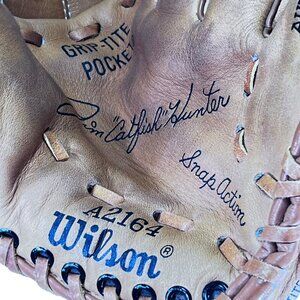 GRIP-TITE
POCKET
Jim "Catfish" Hunter
Snap Action
A2164
Wilson®